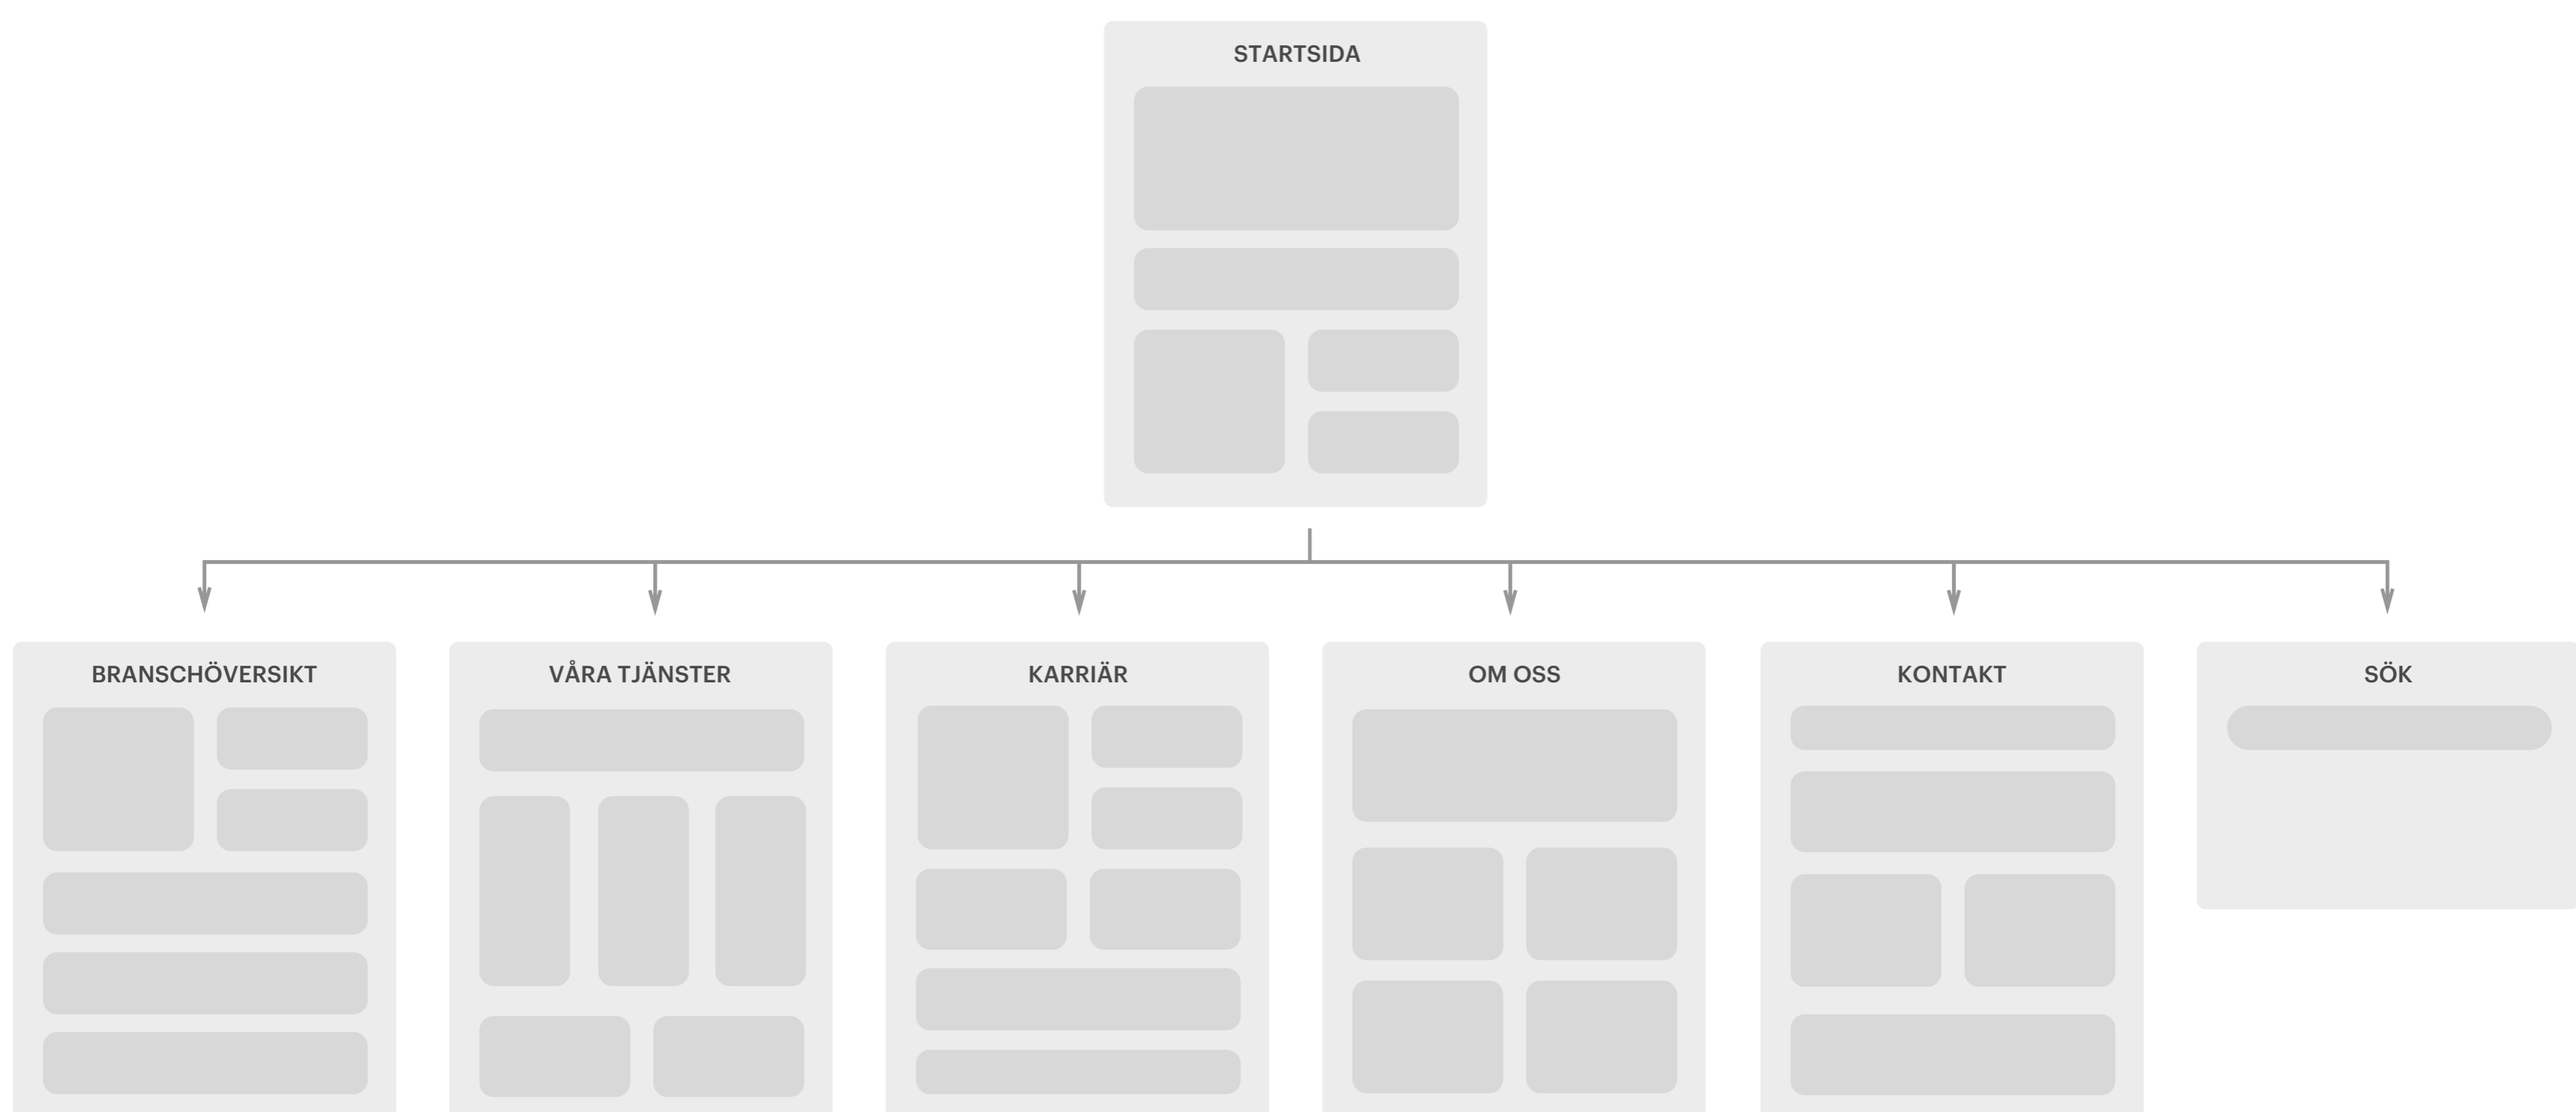 STARTSIDA
BRANSCHÖVERSIKT
VÅRA TJÄNSTER
KARRIÄR
OM OSS
KONTAKT
SÖK